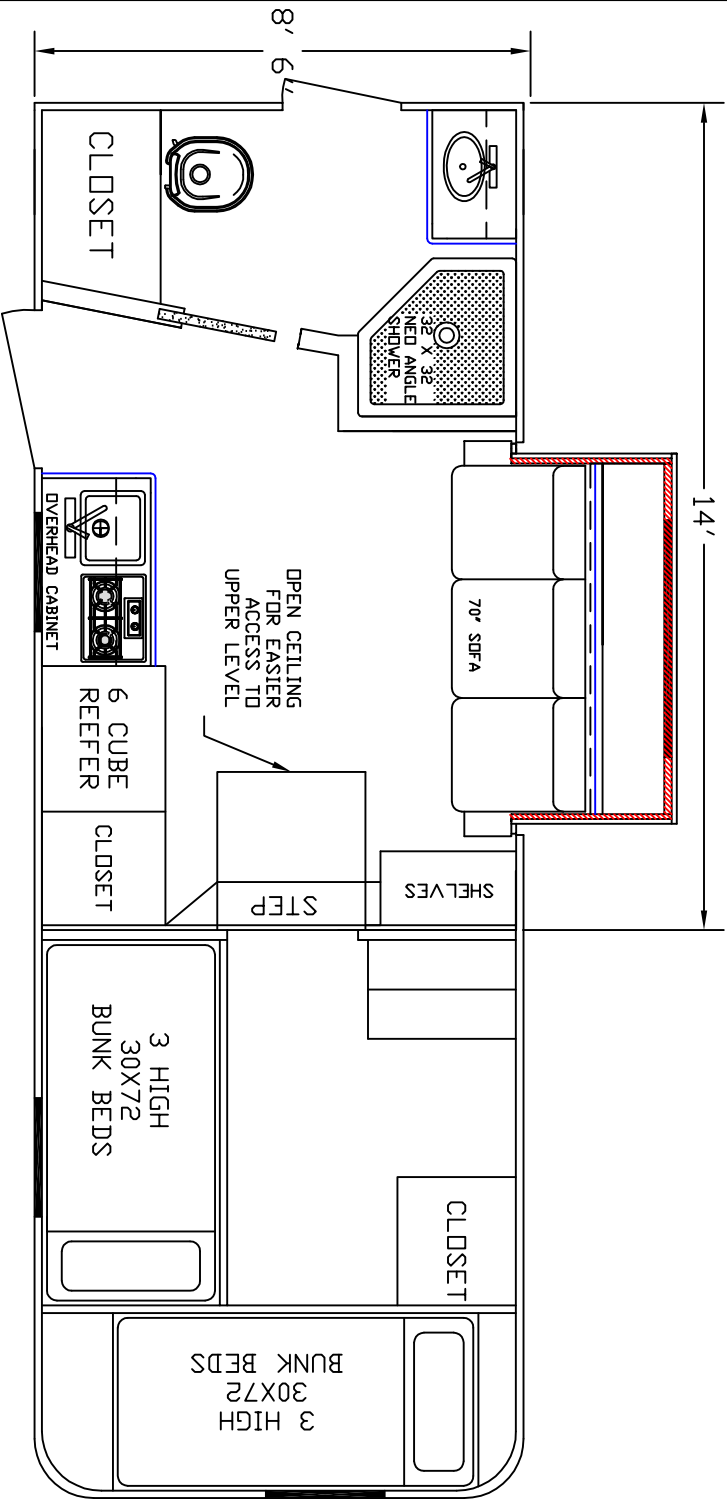 8' 6"
14'
CLOSET
32 X 32
NEO ANGLE
SHOWER
OVERHEAD CABINET
70" SOFA
OPEN CEILING
FOR EASIER
ACCESS TO
UPPER LEVEL
6 CUBE
REEFER
CLOSET
STEP
SHELVES
3 HIGH
30X72
BUNK BEDS
CLOSET
3 HIGH
30X72
BUNK BEDS